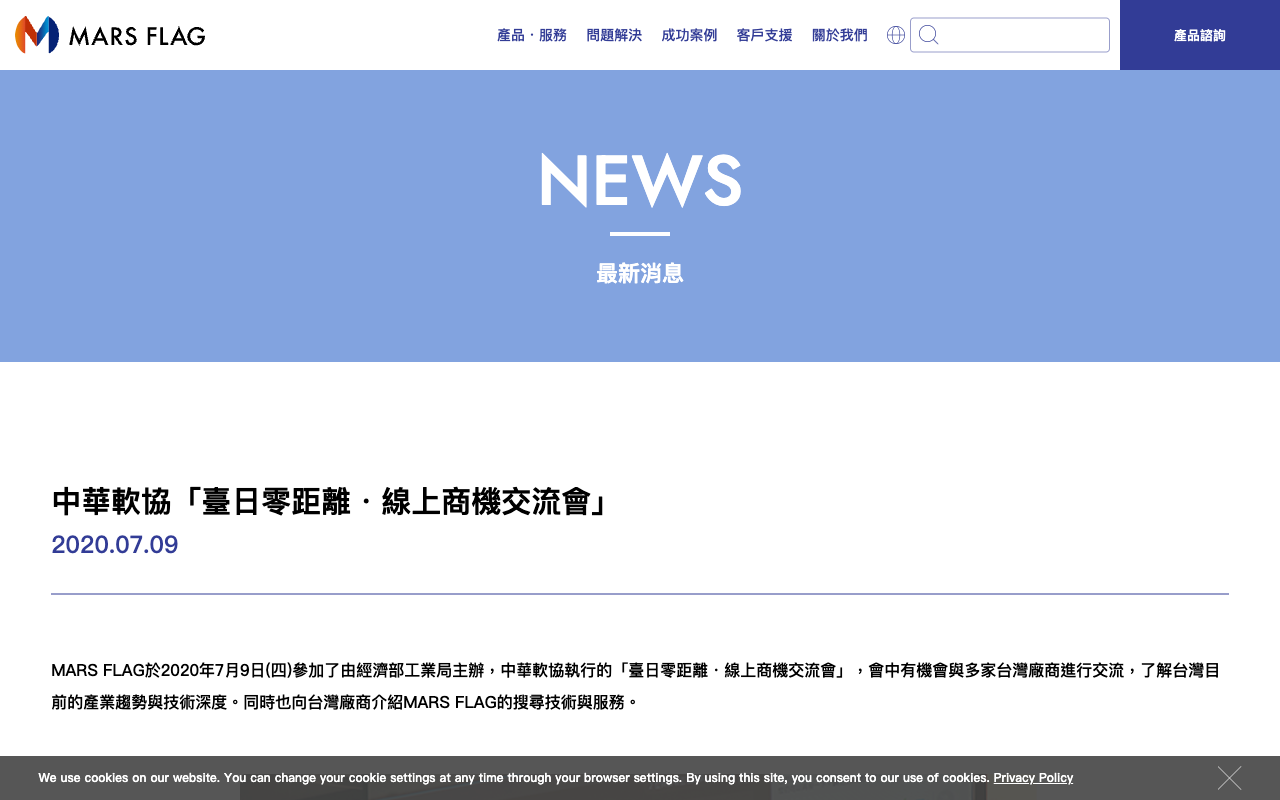 MARS FLAG
產品・服務 問題解決 成功案例 客戶支援 關於我們
產品諮詢
NEWS
最新消息
中華軟協「臺日零距離・線上商機交流會」
2020.07.09
MARS FLAG於2020年7月9日(四)參加了由經濟部工業局主辦，中華軟協執行的「臺日零距離・線上商機交流會」，會中有機會與多家台灣廠商進行交流，了解台灣目
前的產業趨勢與技術深度。同時也向台灣廠商介紹MARS FLAG的搜尋技術與服務。
We use cookies on our website. You can change your cookie settings at any time through your browser settings. By using this site, you consent to our use of cookies. Privacy Policy